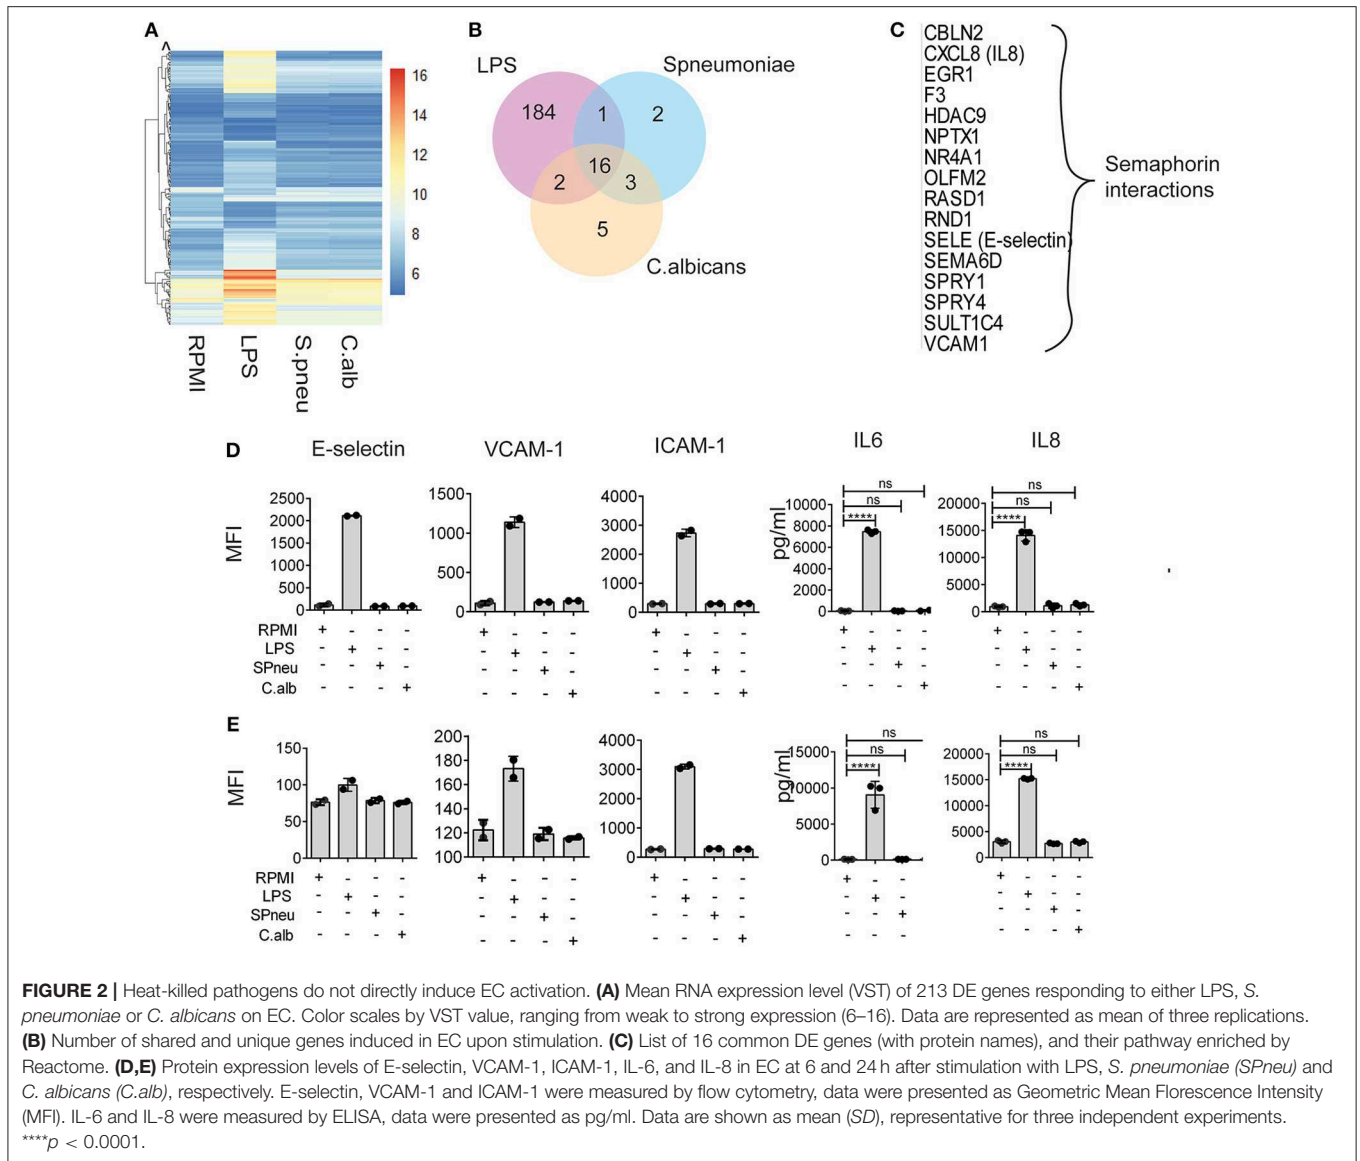 A
^
16
14
12
10
8
6
RPMI
LPS
S.pneu
C.alb
B
LPS
Spneumoniae
184
1
2
16
2
3
5
C.albicans
C
CBLN2
CXCL8 (IL8)
EGR1
F3
HDAC9
NPTX1
NR4A1
OLFM2
RASD1
RND1
SELE (E-selectin)
SEMA6D
SPRY1
SPRY4
SULT1C4
VCAM1
Semaphorin
interactions
D
E-selectin
MFI
2500
2000
1500
1000
500
0
VCAM-1
1500
1000
500
0
ICAM-1
4000
3000
2000
1000
0
IL6
pg/ml
10000
8000
6000
4000
2000
0
ns
ns
****
IL8
20000
15000
10000
5000
0
ns
ns
****
RPMI + - - - + - - - + - - - + - - - + - - -
LPS - + - - - + - - - + - - - + - - - + - -
SPneu - - + - - - + - - - + - - - + - - - + -
C.alb - - - + - - - + - - - + - - - + - - - +
E
MFI
150
100
50
0
200
180
160
140
120
100
4000
3000
2000
1000
0
pg/ml
15000
10000
5000
0
ns
ns
****
20000
15000
10000
5000
0
ns
ns
****
RPMI + - - - + - - - + - - - + - - + - - -
LPS - + - - - + - - - + - - - + - - + - -
SPneu - - + - - - + - - - + - - - + - - + -
C.alb - - - + - - - + - - - + - - - - - - +
FIGURE 2 | Heat-killed pathogens do not directly induce EC activation. (A) Mean RNA expression level (VST) of 213 DE genes responding to either LPS, S.
pneumoniae or C. albicans on EC. Color scales by VST value, ranging from weak to strong expression (6–16). Data are represented as mean of three replications.
(B) Number of shared and unique genes induced in EC upon stimulation. (C) List of 16 common DE genes (with protein names), and their pathway enriched by
Reactome. (D,E) Protein expression levels of E-selectin, VCAM-1, ICAM-1, IL-6, and IL-8 in EC at 6 and 24 h after stimulation with LPS, S. pneumoniae (SPneu) and
C. albicans (C.alb), respectively. E-selectin, VCAM-1 and ICAM-1 were measured by flow cytometry, data were presented as Geometric Mean Florescence Intensity
(MFI). IL-6 and IL-8 were measured by ELISA, data were presented as pg/ml. Data are shown as mean (SD), representative for three independent experiments.
****p < 0.0001.